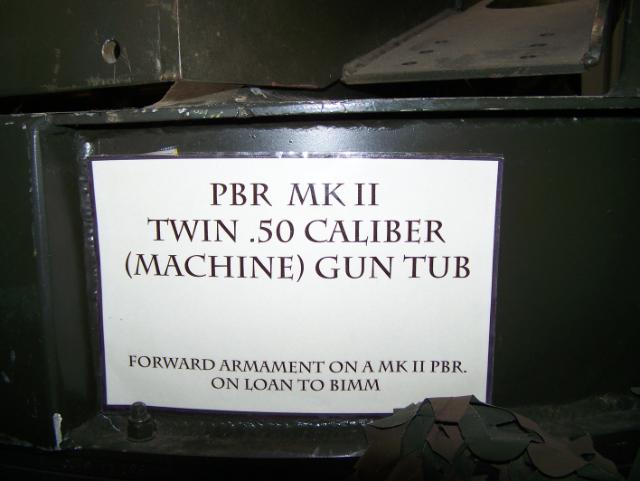 PBR MK II
TWIN .50 CALIBER
(MACHINE) GUN TUB
FORWARD ARMAMENT ON A MK II PBR.
ON LOAN TO BIMM